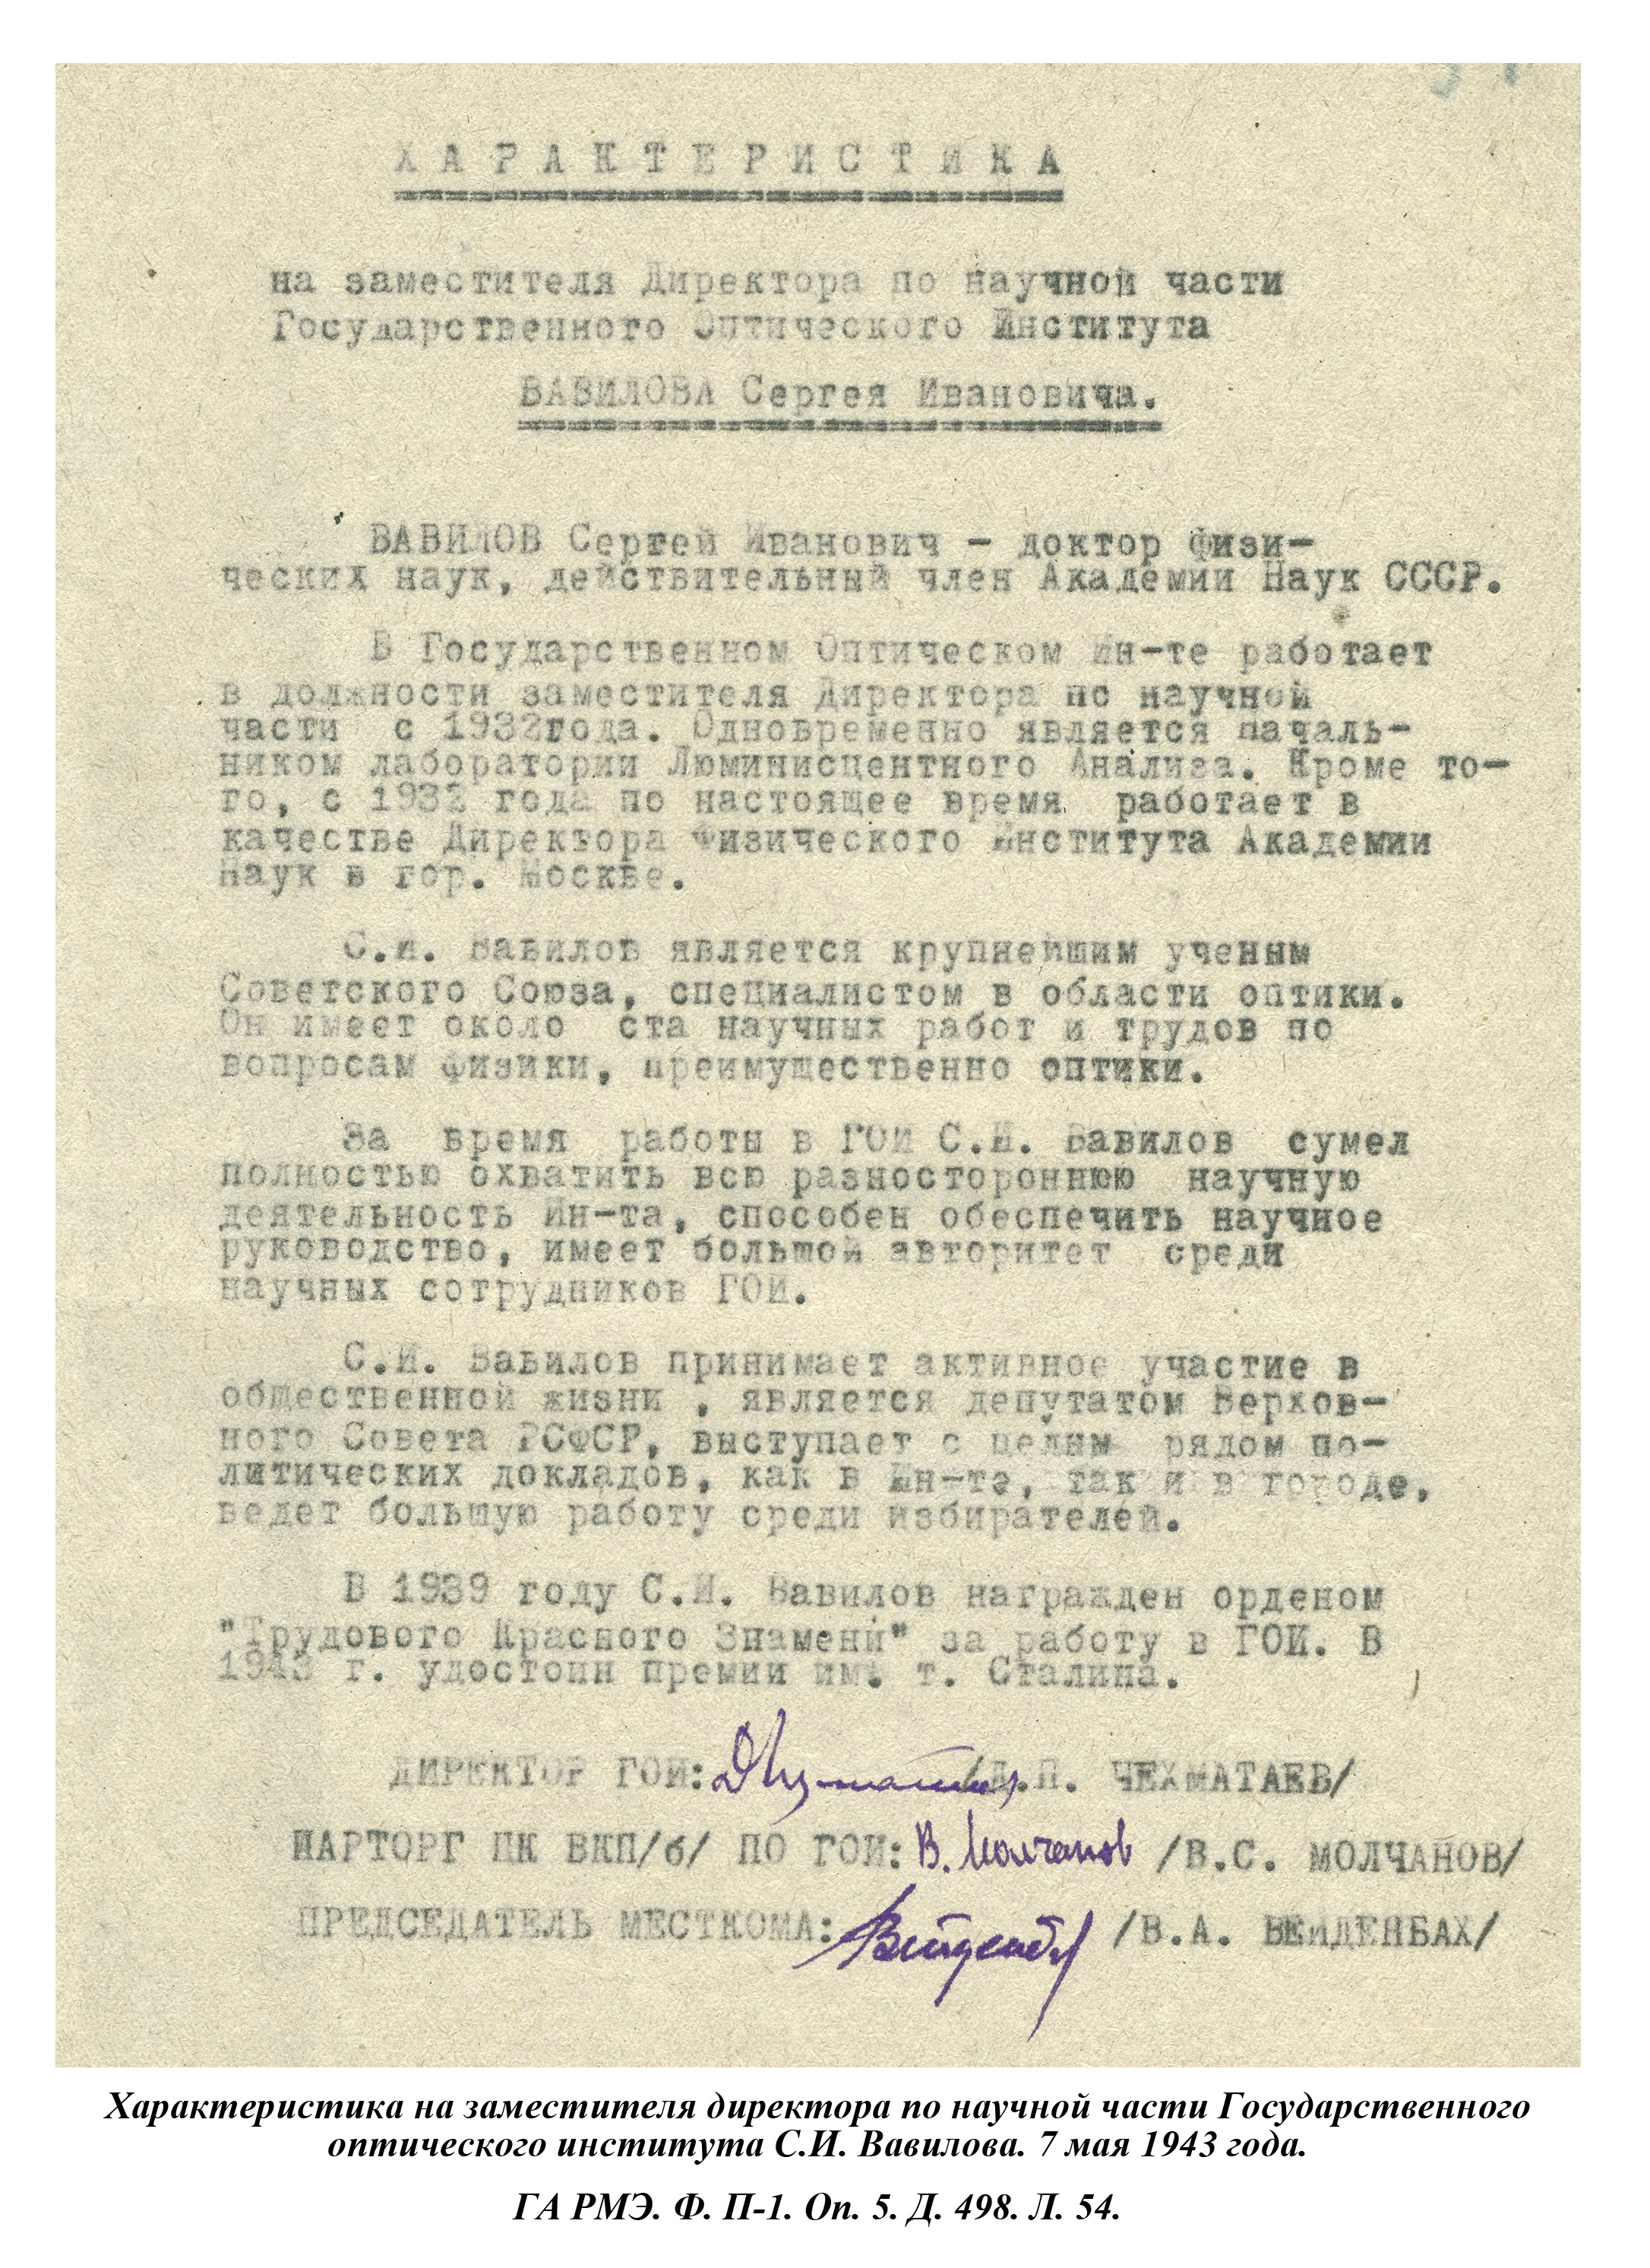 Х А Р А К Т Е Р И С Т И К А
на заместителя Директора по научной части
Государственного Оптического Института
ВАВИЛОВА Сергея Ивановича.
ВАВИЛОВ Сергей Иванович – доктор физи-
ческих наук, действительный член Академии Наук СССР.
В Государственном Оптическом Ин-те работает
в должности заместителя Директора по научной
части с 1932года. Одновременно является началь-
ником лаборатории Люминисцентного Анализа. Кроме то-
го, с 1932 года по настоящее время работает в
качестве Директора Физического Института Академии
Наук в гор. Москве.
С.И. Вавилов является крупнейшим ученым
Советского Союза, специалистом в области оптики.
Он имеет около ста научных работ и трудов по
вопросам физики, преимущественно оптики.
За время работы в ГОИ С.И. Вавилов сумел
полностью охватить всю разностороннюю научную
деятельность Ин-та, способен обеспечить научное
руководство, имеет большой авторитет среди
научных сотрудников ГОИ.
С.И. Вавилов принимает активное участие в
общественной жизни , является депутатом Верхов-
ного Совета РСФСР, выступает с целым рядом по-
литических докладов, как в Ин-те, так и в городе,
ведет большую работу среди избирателей.
В 1939 году С.И. Вавилов награжден орденом
"Трудового Красного Знамени" за работу в ГОИ. В
1943 г. удостоин премии им. т. Сталина.
ДИРЕКТОР ГОИ: /Д.П. ЧЕХМАТАЕВ/
ПАРТОРГ ЦК ВКП/б/ ПО ГОИ: В. Молчанов /В.С. МОЛЧАНОВ/
ПРЕДСЕДАТЕЛЬ МЕСТКОМА: /В.А. ВЕЙДЕНБАХ/
Характеристика на заместителя директора по научной части Государственного
оптического института С.И. Вавилова. 7 мая 1943 года.
ГА РМЭ. Ф. П-1. Оп. 5. Д. 498. Л. 54.